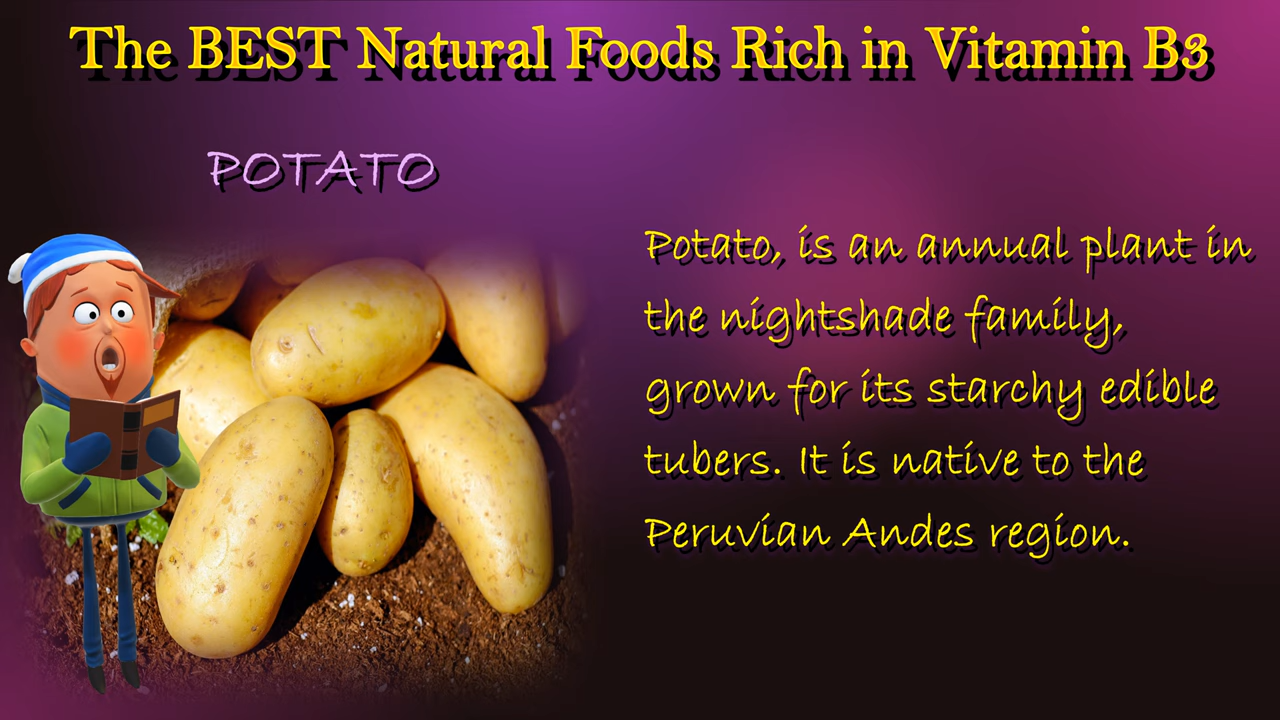 The BEST Natural Foods Rich in Vitamin B3
POTATO
Potato, is an annual plant in
the nightshade family,
grown for its starchy edible
tubers. It is native to the
Peruvian Andes region.